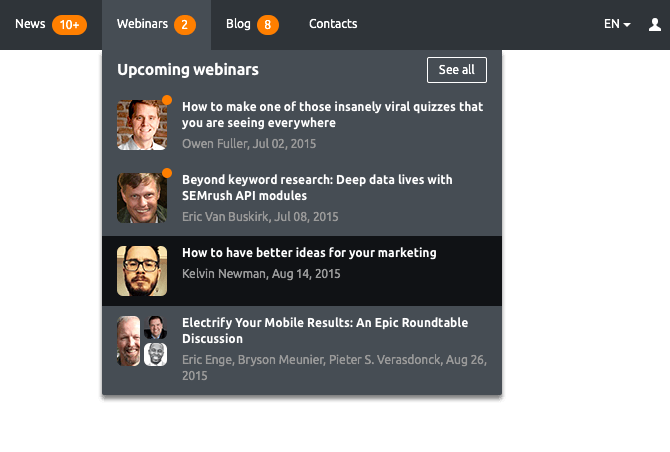 News 10+ Webinars 2 Blog 8 Contacts EN
Upcoming webinars See all
How to make one of those insanely viral quizzes that
you are seeing everywhere
Owen Fuller, Jul 02, 2015
Beyond keyword research: Deep data lives with
SEMrush API modules
Eric Van Buskirk, Jul 08, 2015
How to have better ideas for your marketing
Kelvin Newman, Aug 14, 2015
Electrify Your Mobile Results: An Epic Roundtable
Discussion
Eric Enge, Bryson Meunier, Pieter S. Verasdonck, Aug 26,
2015